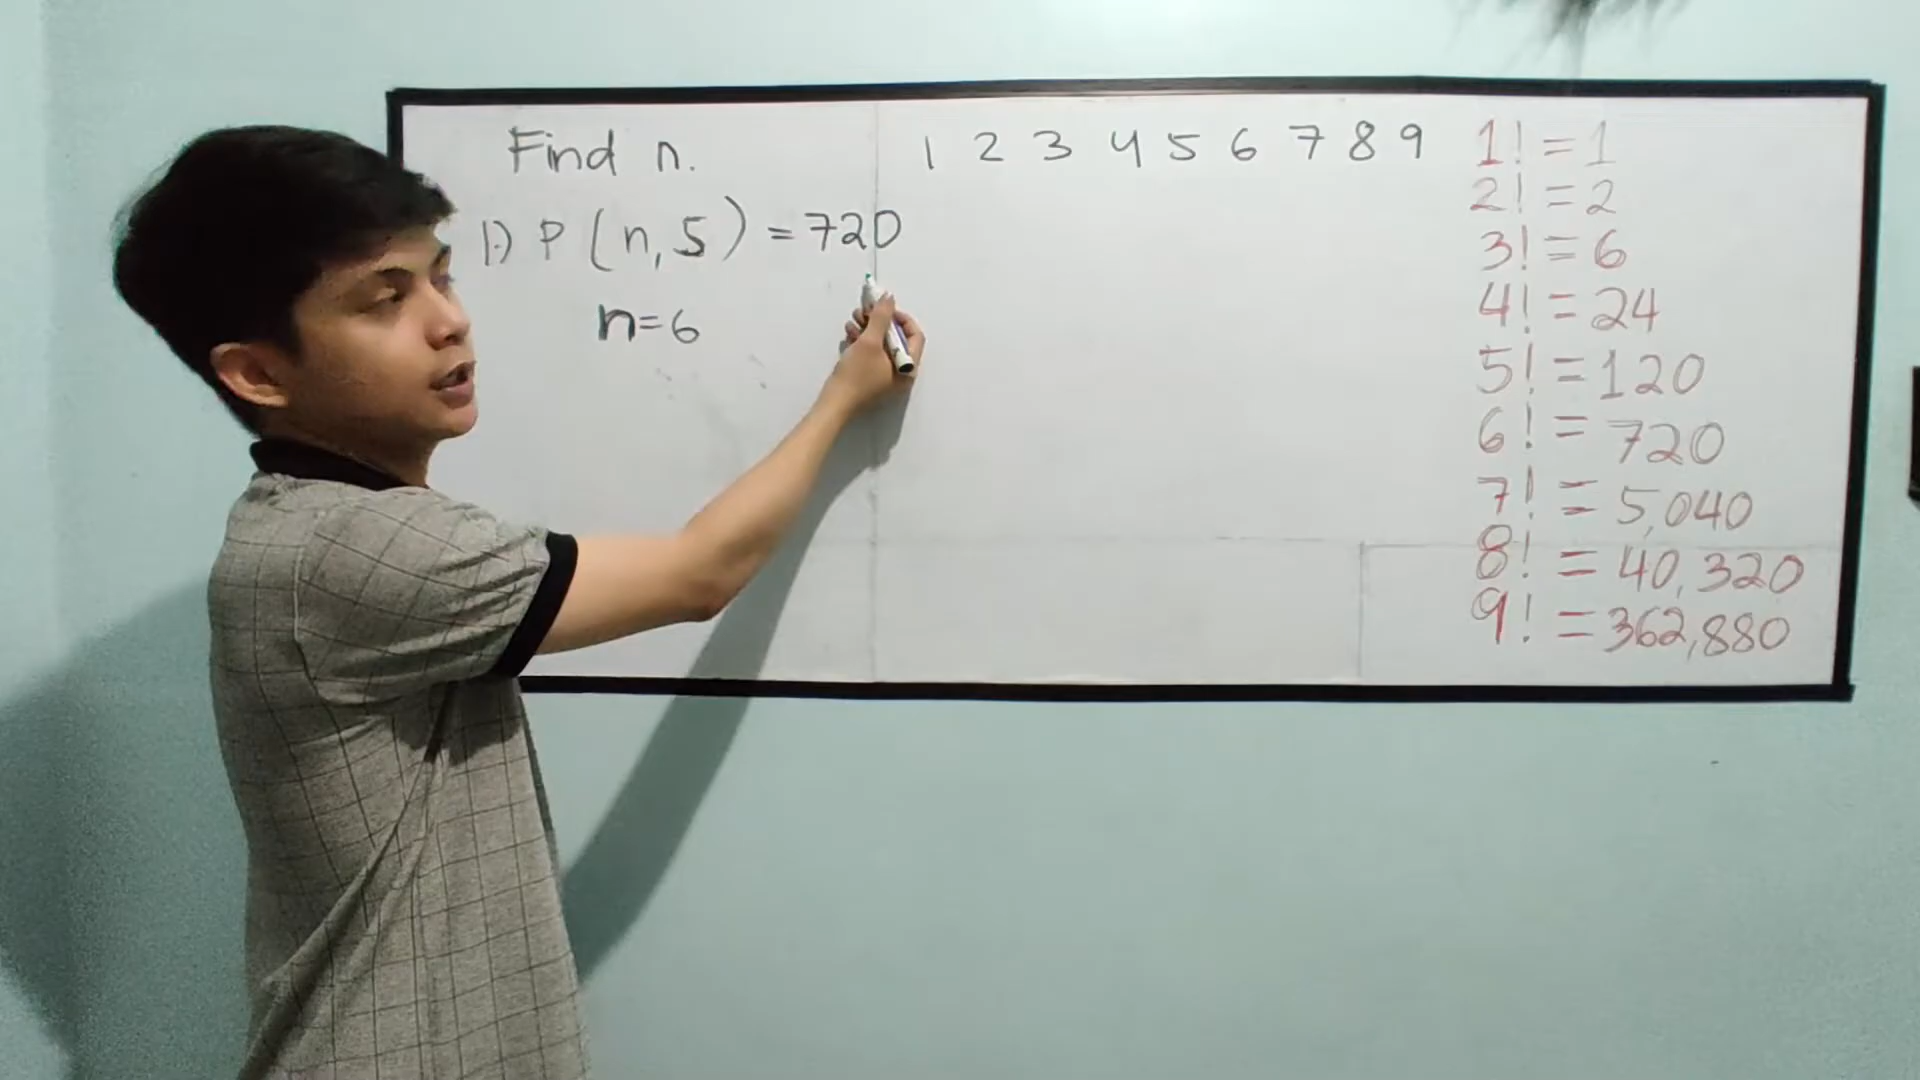 Find n.
1.) P (n, 5) = 720
n=6
1 2 3 4 5 6 7 8 9
1! = 1
2! = 2
3! = 6
4! = 24
5! = 120
6! = 720
7! = 5,040
8! = 40,320
9! = 362,880